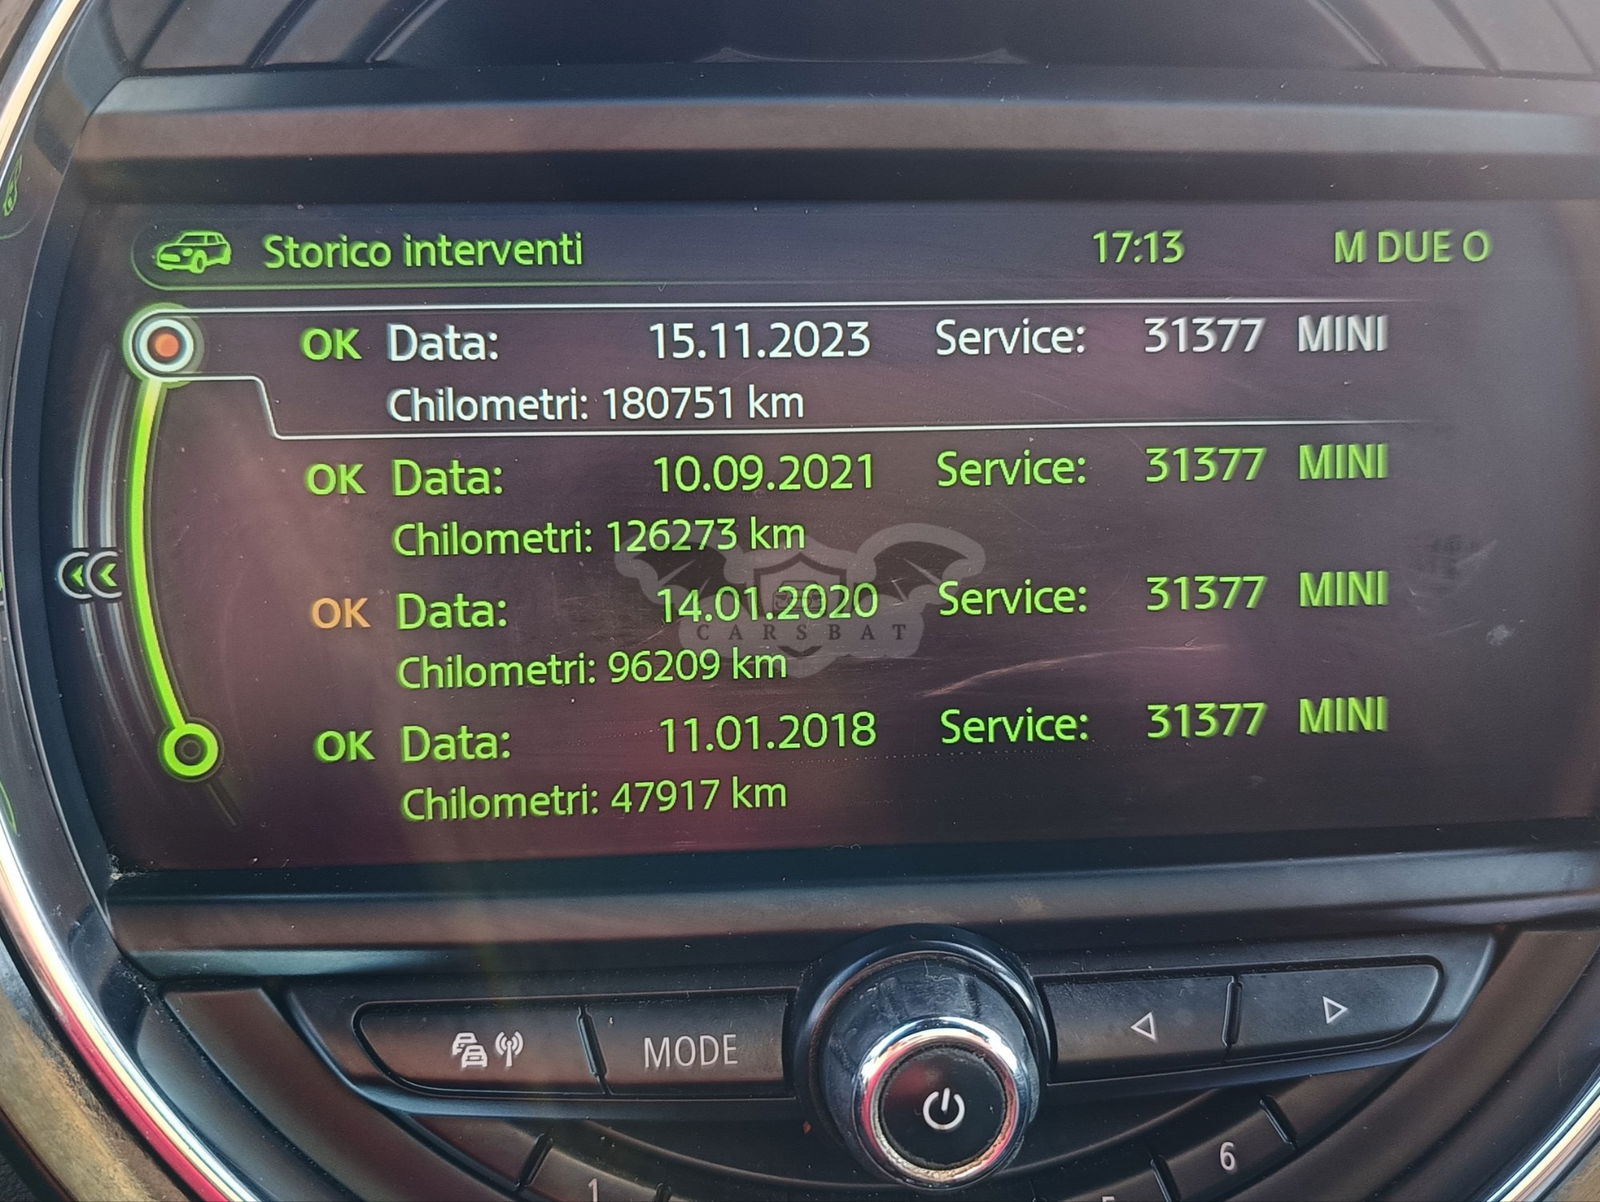 Storico interventi 17:13 M DUE O
OK Data: 15.11.2023 Service: 31377 MINI
Chilometri: 180751 km
OK Data: 10.09.2021 Service: 31377 MINI
Chilometri: 126273 km
OK Data: 14.01.2020 Service: 31377 MINI
CARSBAT
Chilometri: 96209 km
OK Data: 11.01.2018 Service: 31377 MINI
Chilometri: 47917 km
MODE
1
6